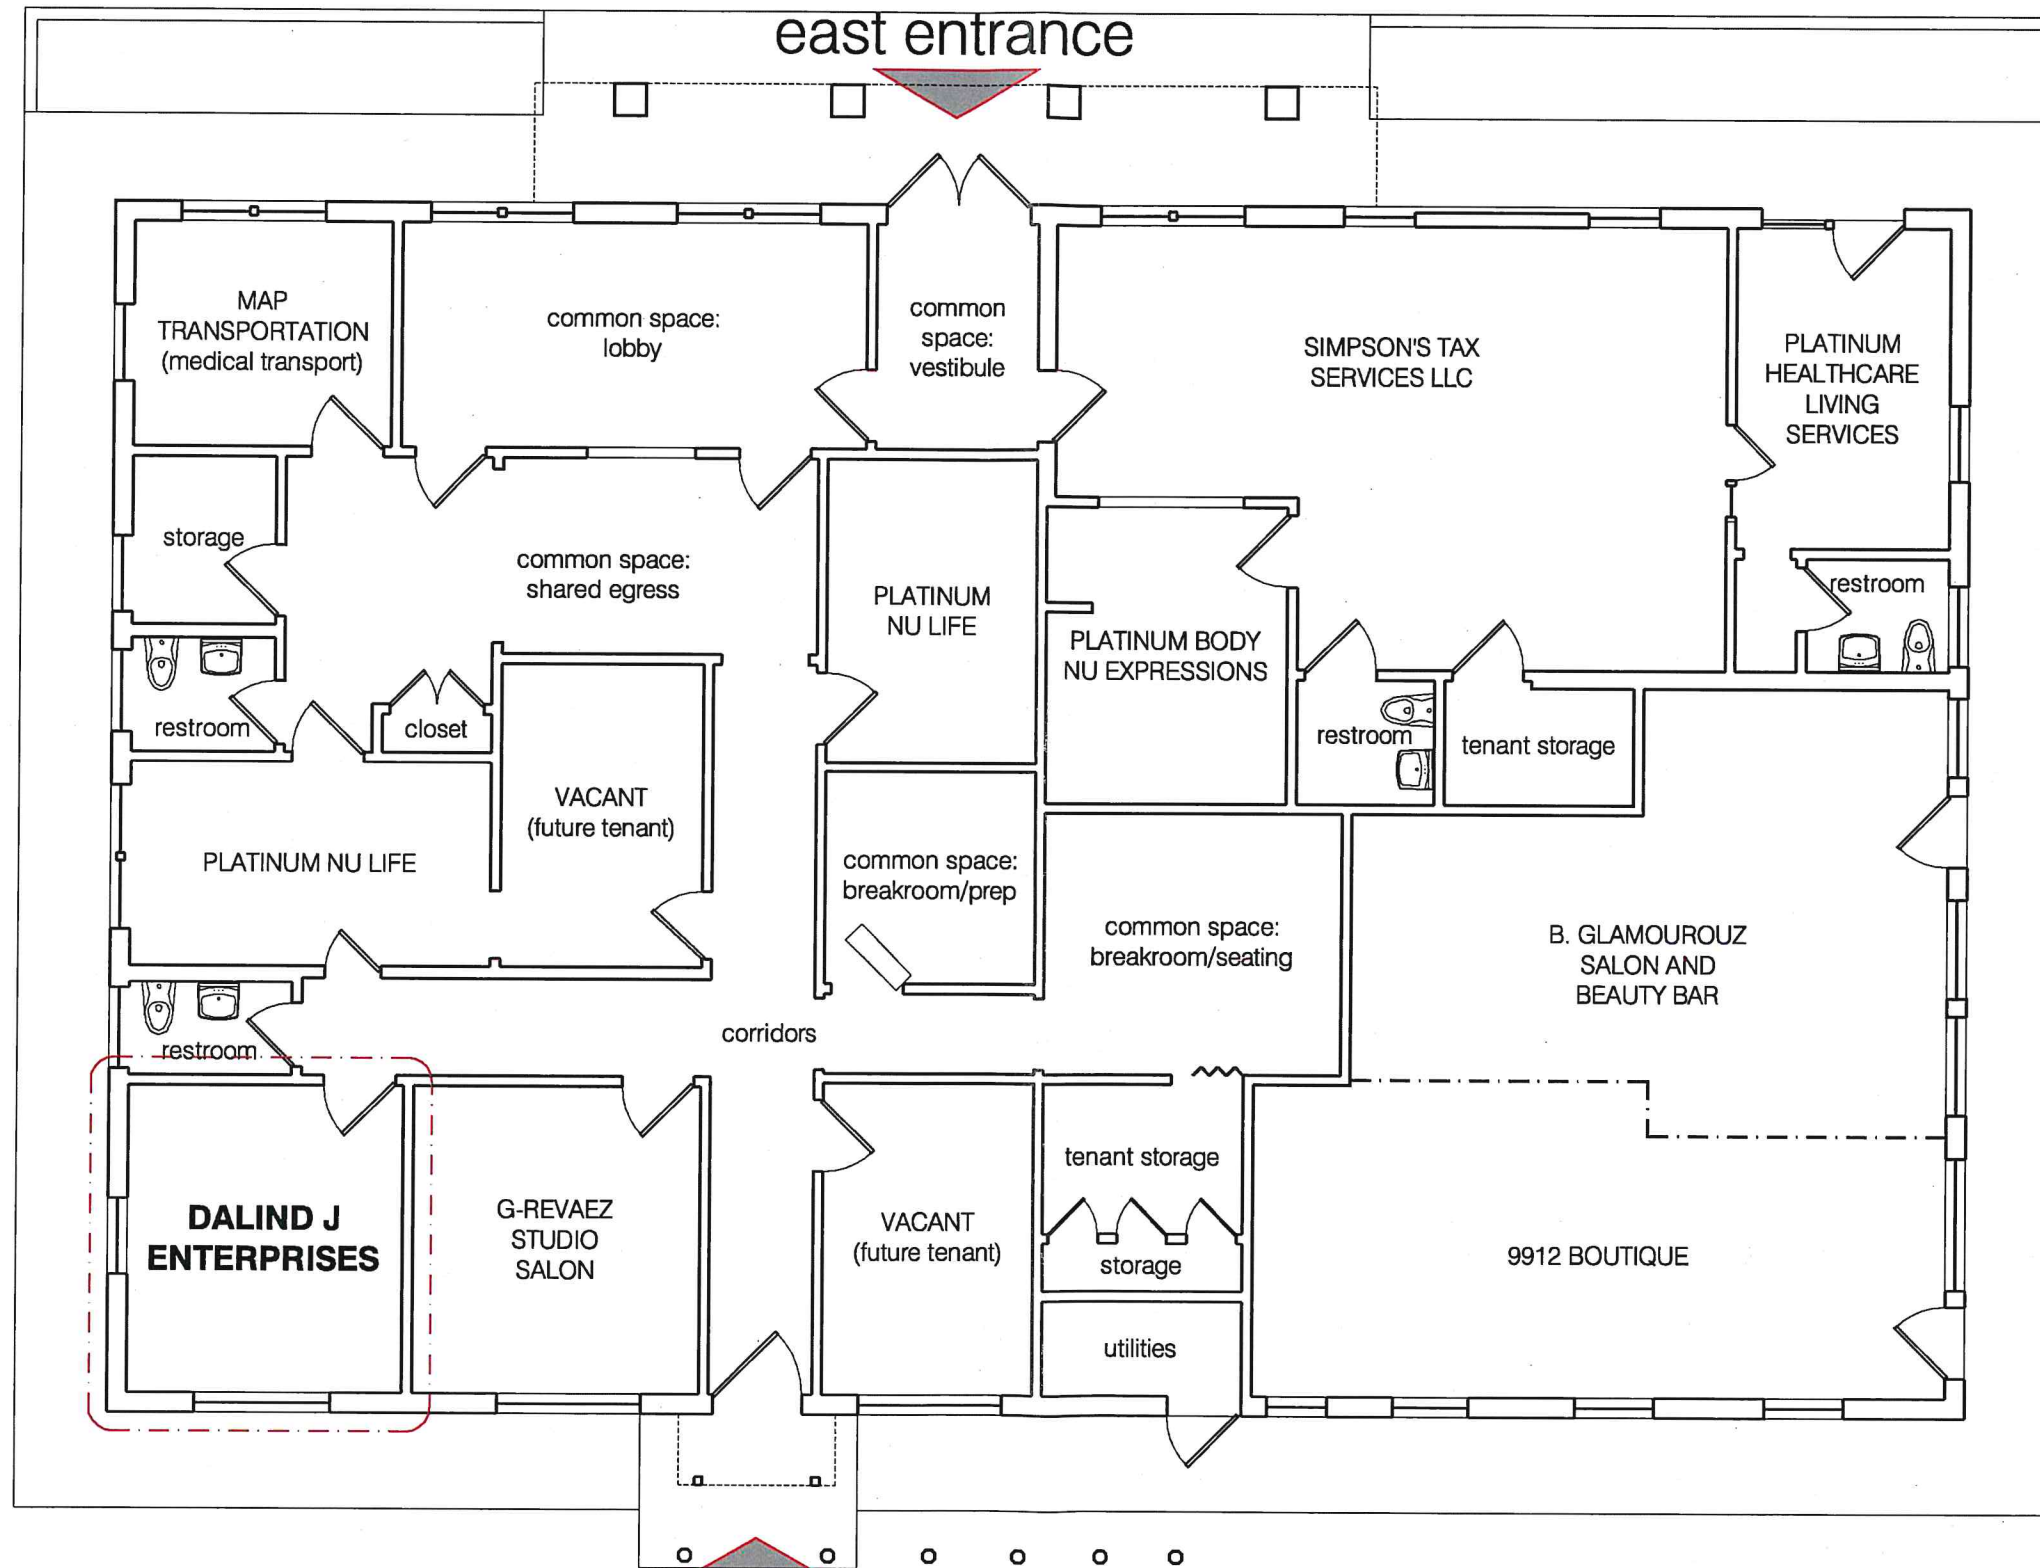 east entrance
MAP
TRANSPORTATION
(medical transport)
common space:
lobby
common
space:
vestibule
SIMPSON'S TAX
SERVICES LLC
PLATINUM
HEALTHCARE
LIVING
SERVICES
storage
common space:
shared egress
PLATINUM
NU LIFE
PLATINUM BODY
NU EXPRESSIONS
restroom
restroom
closet
restroom
tenant storage
VACANT
(future tenant)
PLATINUM NU LIFE
common space:
breakroom/prep
common space:
breakroom/seating
B. GLAMOUROUZ
SALON AND
BEAUTY BAR
corridors
restroom
DALIND J
ENTERPRISES
G-REVAEZ
STUDIO
SALON
VACANT
(future tenant)
tenant storage
storage
utilities
9912 BOUTIQUE